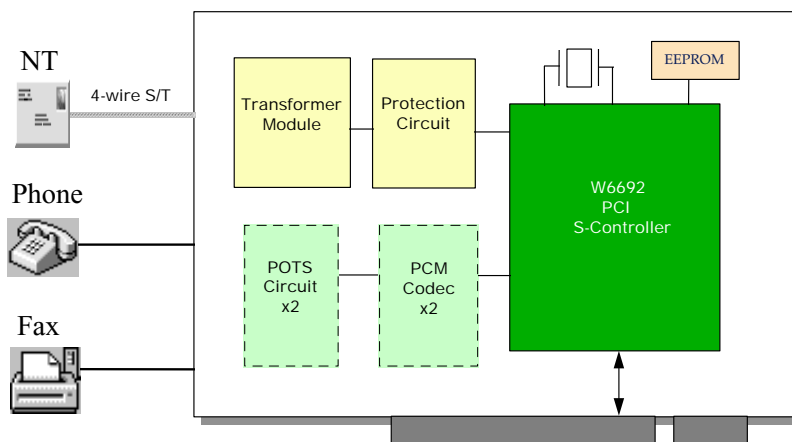 NT
4-wire S/T
Phone
Fax
Transformer
Module
Protection
Circuit
EEPROM
W6692
PCI
S-Controller
POTS
Circuit
x2
PCM
Codec
x2